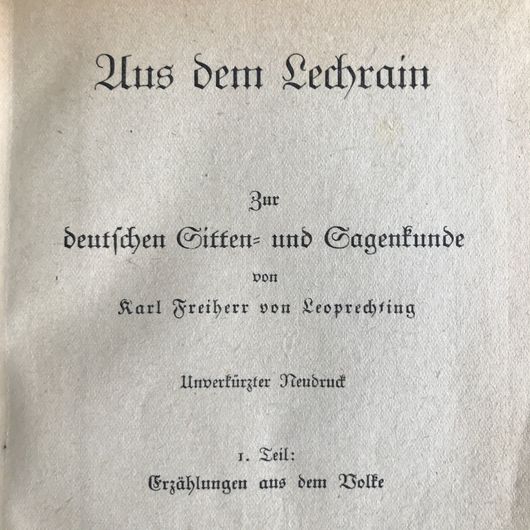 Aus dem Lechrain
Zur
deutschen Sitten- und Sagenkunde
von
Karl Freiherr von Leoprechting
Unverkürzter Neudruck
1. Teil:
Erzählungen aus dem Volke